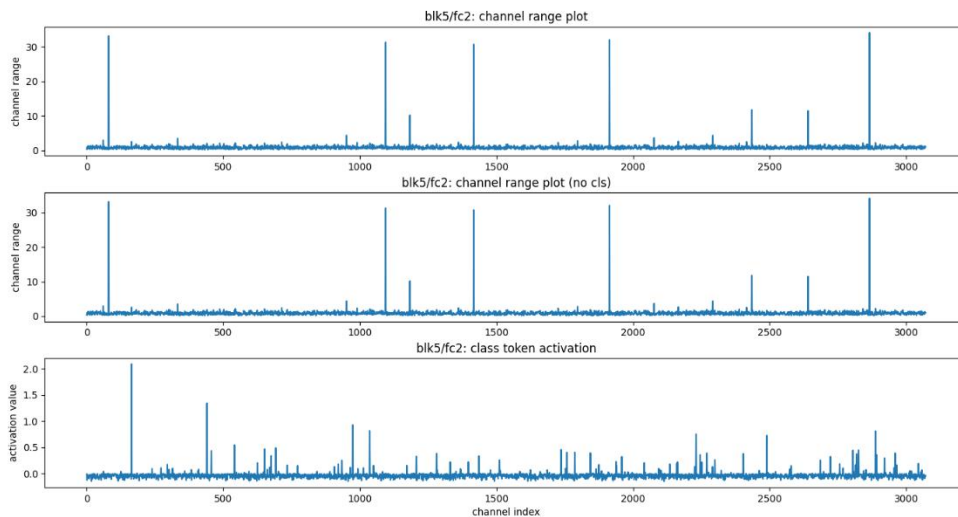 blk5/fc2: channel range plot
channel range
30
20
10
0
0 500 1000 1500 2000 2500 3000
blk5/fc2: channel range plot (no cls)
channel range
30
20
10
0
0 500 1000 1500 2000 2500 3000
blk5/fc2: class token activation
activation value
2.0
1.5
1.0
0.5
0.0
0 500 1000 1500 2000 2500 3000
channel index